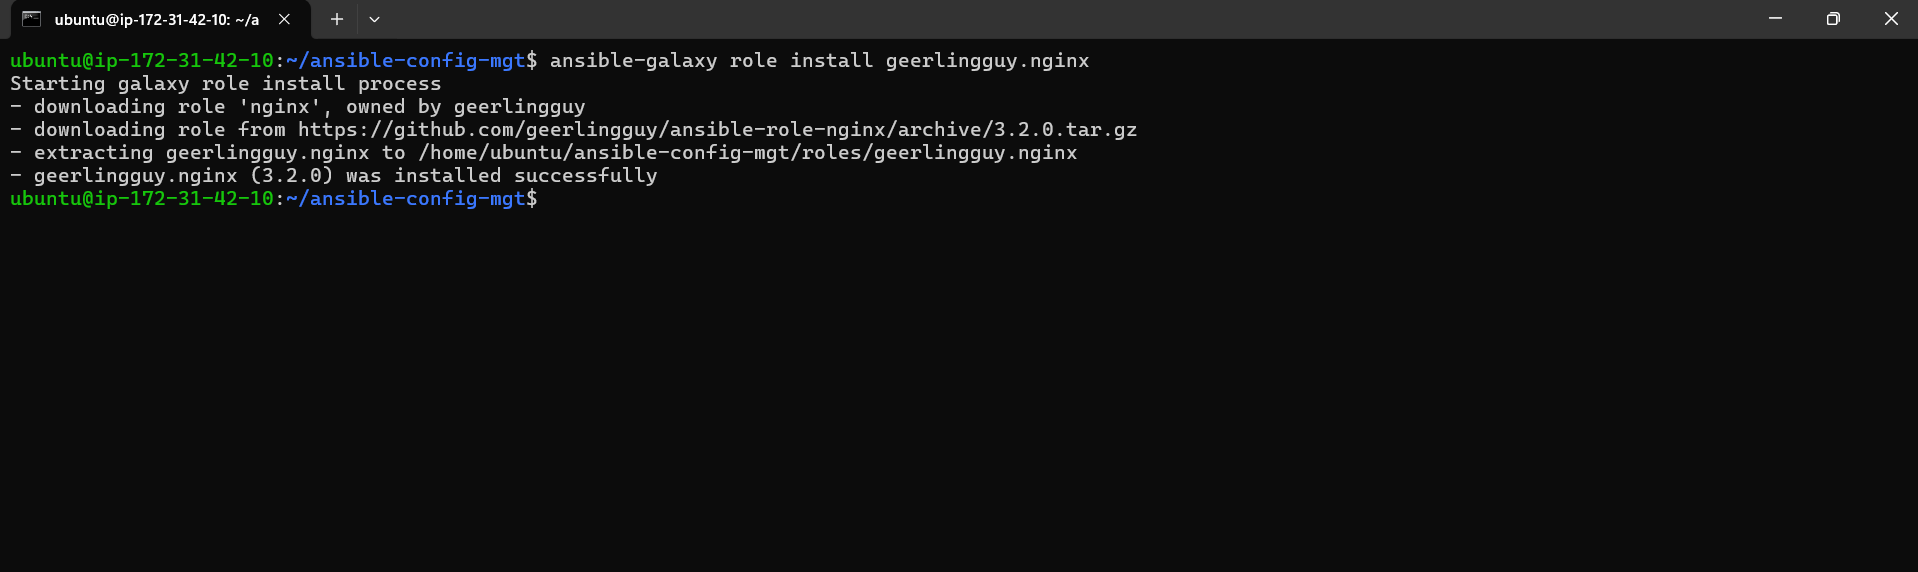 ubuntu@ip-172-31-42-10: ~/a
ubuntu@ip-172-31-42-10:~/ansible-config-mgt$ ansible-galaxy role install geerlingguy.nginx
Starting galaxy role install process
- downloading role 'nginx', owned by geerlingguy
- downloading role from https://github.com/geerlingguy/ansible-role-nginx/archive/3.2.0.tar.gz
- extracting geerlingguy.nginx to /home/ubuntu/ansible-config-mgt/roles/geerlingguy.nginx
- geerlingguy.nginx (3.2.0) was installed successfully
ubuntu@ip-172-31-42-10:~/ansible-config-mgt$